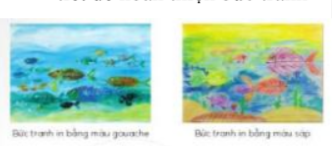 Bức tranh in bằng màu gouache
Bức tranh in bằng màu sáp